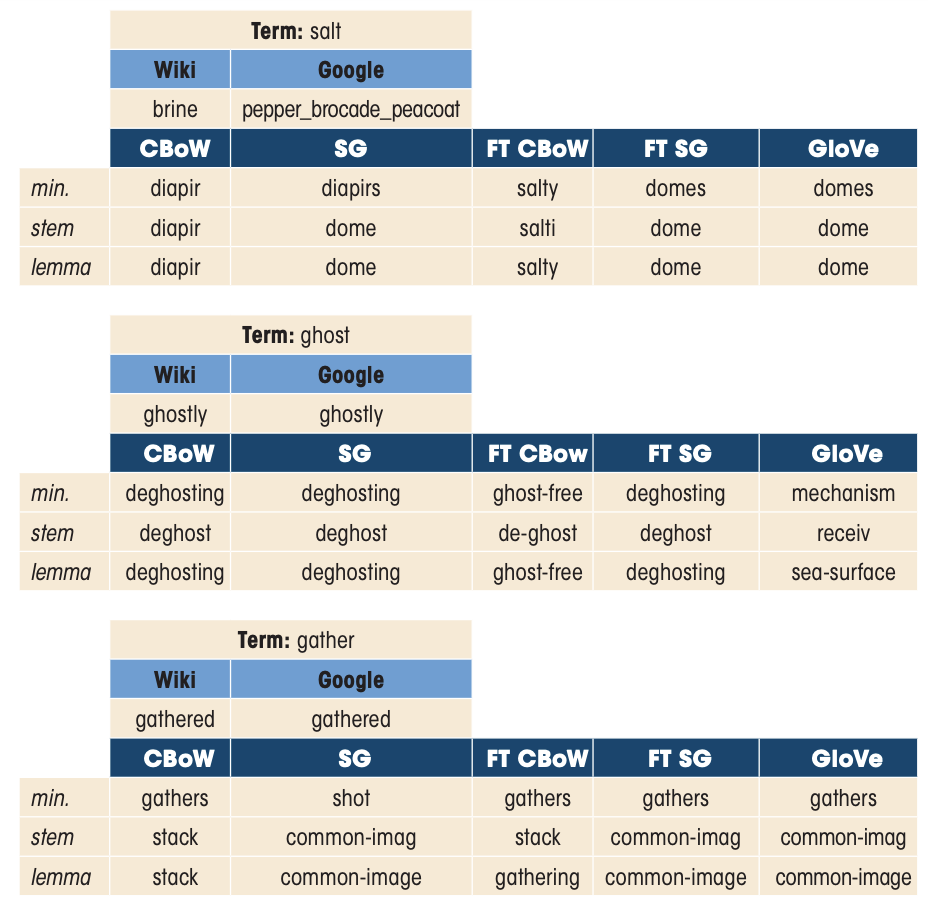 Term: salt
Wiki Google
brine pepper_brocade_peacoat
CBoW SG FT CBoW FT SG GloVe
min. diapir diapirs salty domes domes
stem diapir dome salti dome dome
lemma diapir dome salty dome dome
Term: ghost
Wiki Google
ghostly ghostly
CBoW SG FT CBow FT SG GloVe
min. deghosting deghosting ghost-free deghosting mechanism
stem deghost deghost de-ghost deghost receiv
lemma deghosting deghosting ghost-free deghosting sea-surface
Term: gather
Wiki Google
gathered gathered
CBoW SG FT CBoW FT SG GloVe
min. gathers shot gathers gathers gathers
stem stack common-imag stack common-imag common-imag
lemma stack common-image gathering common-image common-image